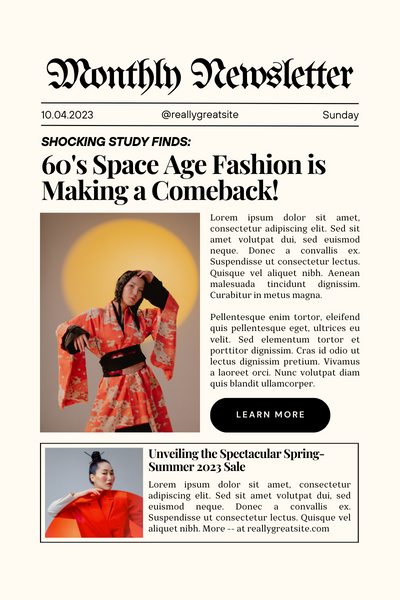 Monthly Newsletter
10.04.2023 @reallygreatsite Sunday
SHOCKING STUDY FINDS:
60's Space Age Fashion is
Making a Comeback!
Lorem ipsum dolor sit amet,
consectetur adipiscing elit. Sed sit
amet volutpat dui, sed euismod
neque. Donec a convallis ex.
Suspendisse ut consectetur lectus.
Quisque vel aliquet nibh. Aenean
malesuada tincidunt dignissim.
Curabitur in metus magna.
Pellentesque enim tortor, eleifend
quis pellentesque eget, ultrices eu
velit. Sed elementum tortor et
porttitor dignissim. Cras id odio ut
lectus dignissim pretium. Vivamus
a laoreet orci. Nunc volutpat diam
quis blandit ullamcorper.
LEARN MORE
Unveiling the Spectacular Spring-
Summer 2023 Sale
Lorem ipsum dolor sit amet, consectetur
adipiscing elit. Sed sit amet volutpat dui, sed
euismod neque. Donec a convallis ex.
Suspendisse ut consectetur lectus. Quisque vel
aliquet nibh. More -- at reallygreatsite.com